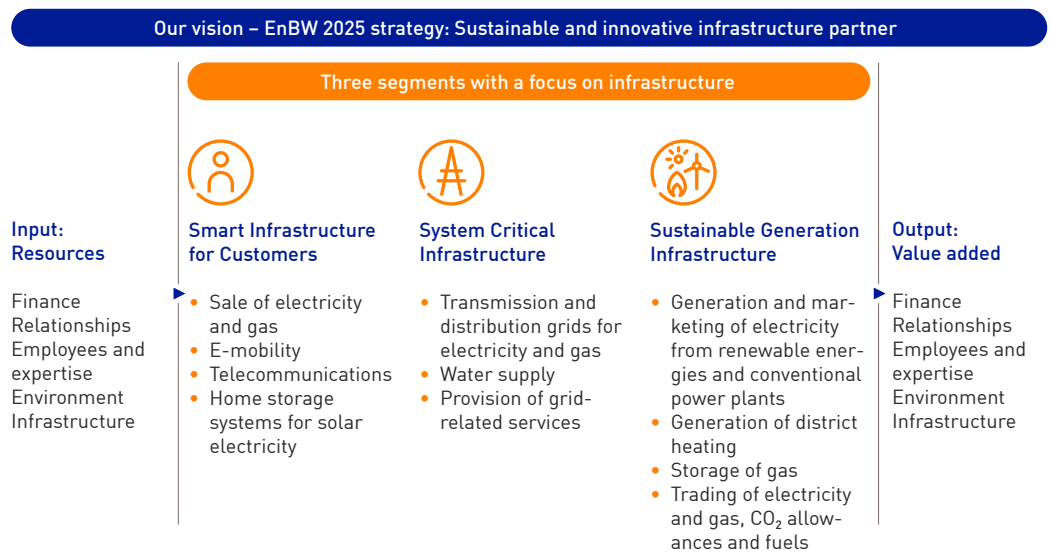 Our vision – EnBW 2025 strategy: Sustainable and innovative infrastructure partner
Three segments with a focus on infrastructure
Input:
Resources
Finance
Relationships
Employees and
expertise
Environment
Infrastructure
Smart Infrastructure
for Customers
• Sale of electricity
and gas
• E-mobility
• Telecommunications
• Home storage
systems for solar
electricity
System Critical
Infrastructure
• Transmission and
distribution grids for
electricity and gas
• Water supply
• Provision of grid-
related services
Sustainable Generation
Infrastructure
• Generation and mar-
keting of electricity
from renewable ener-
gies and conventional
power plants
• Generation of district
heating
• Storage of gas
• Trading of electricity
and gas, CO₂ allow-
ances and fuels
Output:
Value added
Finance
Relationships
Employees and
expertise
Environment
Infrastructure